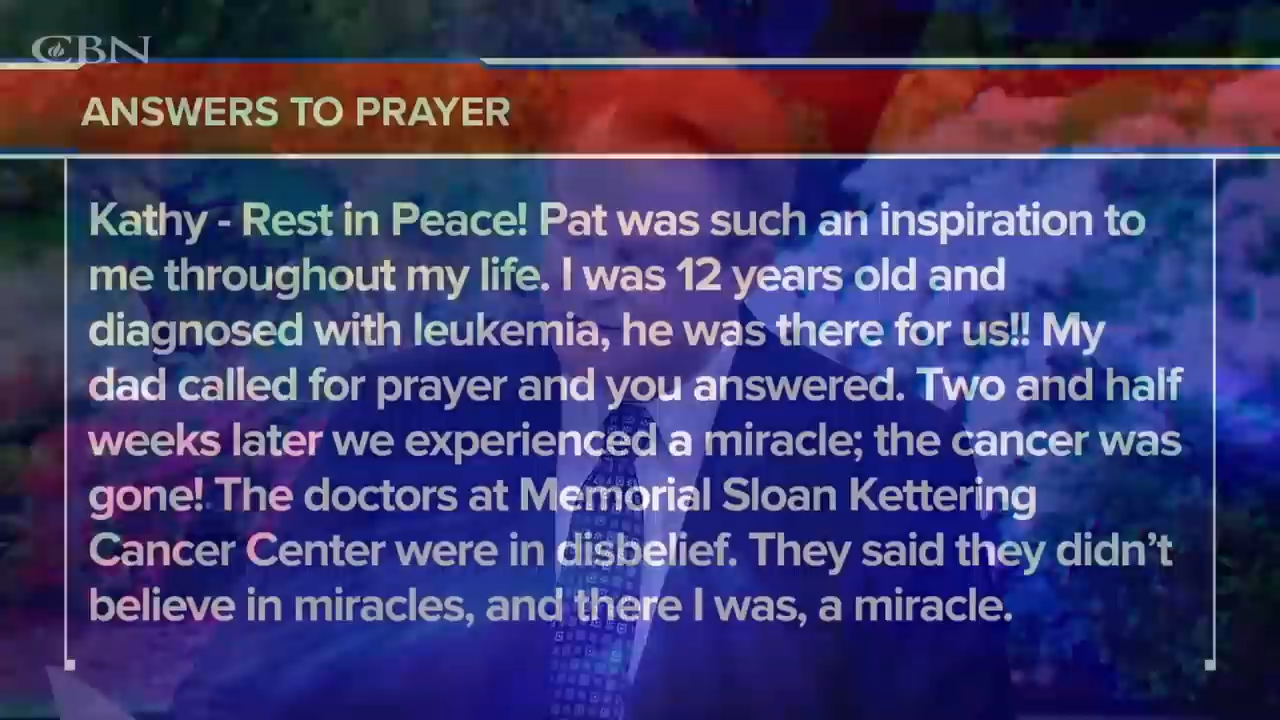 CBN
ANSWERS TO PRAYER
Kathy - Rest in Peace! Pat was such an inspiration to
me throughout my life. I was 12 years old and
diagnosed with leukemia, he was there for us!! My
dad called for prayer and you answered. Two and half
weeks later we experienced a miracle; the cancer was
gone! The doctors at Memorial Sloan Kettering
Cancer Center were in disbelief. They said they didn't
believe in miracles, and there I was, a miracle.